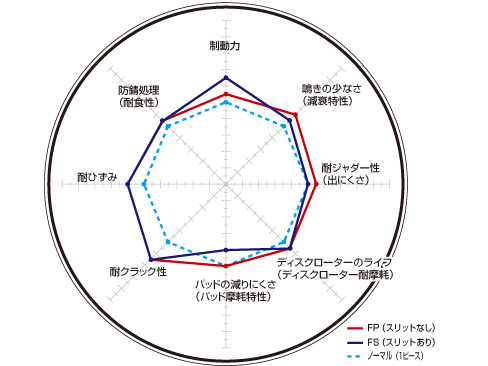 制動力
鳴きの少なさ
（減衰特性）
防錆処理
（耐食性）
耐ジャダー性
（出にくさ）
耐ひずみ
ディスクローターのライフ
（ディスクローター耐摩耗）
耐クラック性
パッドの減りにくさ
（パッド摩耗特性）
FP（スリットなし）
FS（スリットあり）
ノーマル（1ピース）